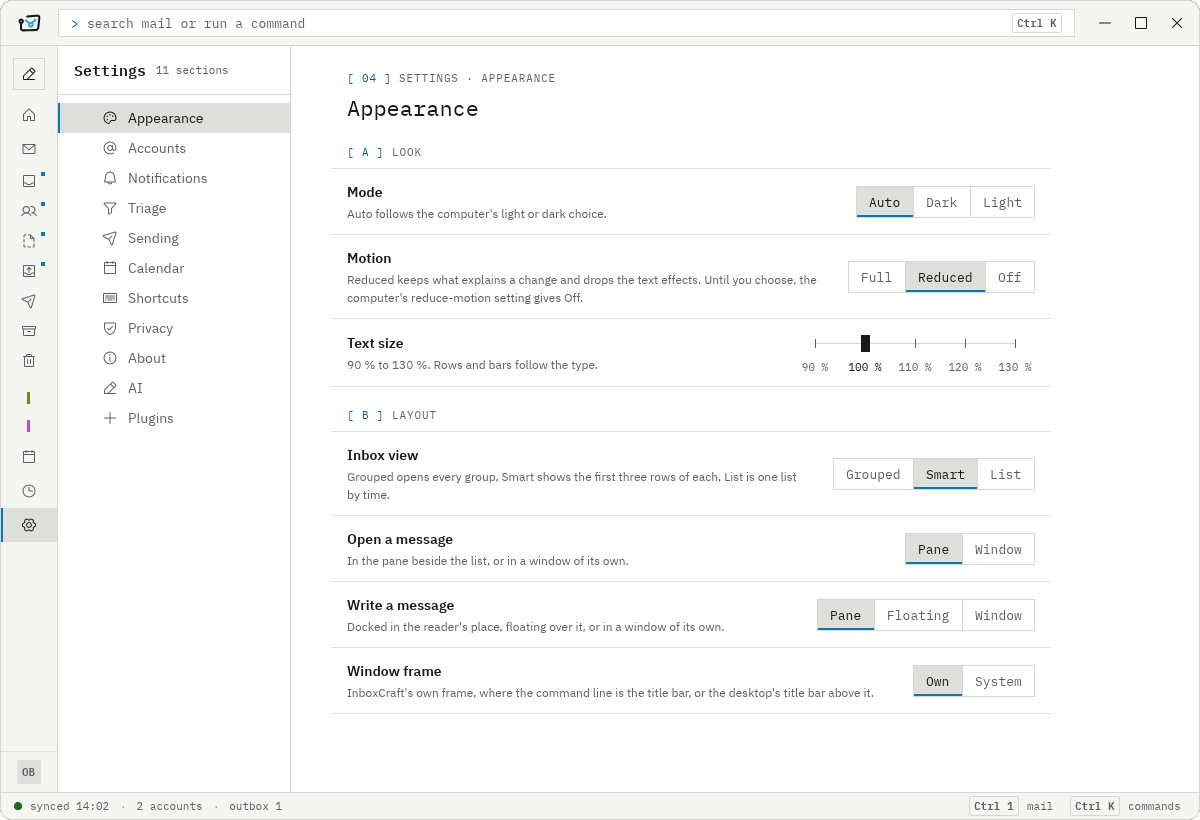 > search mail or run a command
Ctrl K
Settings 11 sections
Appearance
Accounts
Notifications
Triage
Sending
Calendar
Shortcuts
Privacy
About
AI
Plugins
[ 04 ] SETTINGS · APPEARANCE
Appearance
[ A ] LOOK
Mode
Auto follows the computer's light or dark choice.
Auto Dark Light
Motion
Reduced keeps what explains a change and drops the text effects. Until you choose, the
computer's reduce-motion setting gives Off.
Full Reduced Off
Text size
90 % to 130 %. Rows and bars follow the type.
90 % 100 % 110 % 120 % 130 %
[ B ] LAYOUT
Inbox view
Grouped opens every group, Smart shows the first three rows of each, List is one list
by time.
Grouped Smart List
Open a message
In the pane beside the list, or in a window of its own.
Pane Window
Write a message
Docked in the reader's place, floating over it, or in a window of its own.
Pane Floating Window
Window frame
InboxCraft's own frame, where the command line is the title bar, or the desktop's title bar above it.
Own System
OB
synced 14:02 · 2 accounts · outbox 1
Ctrl 1 mail Ctrl K commands